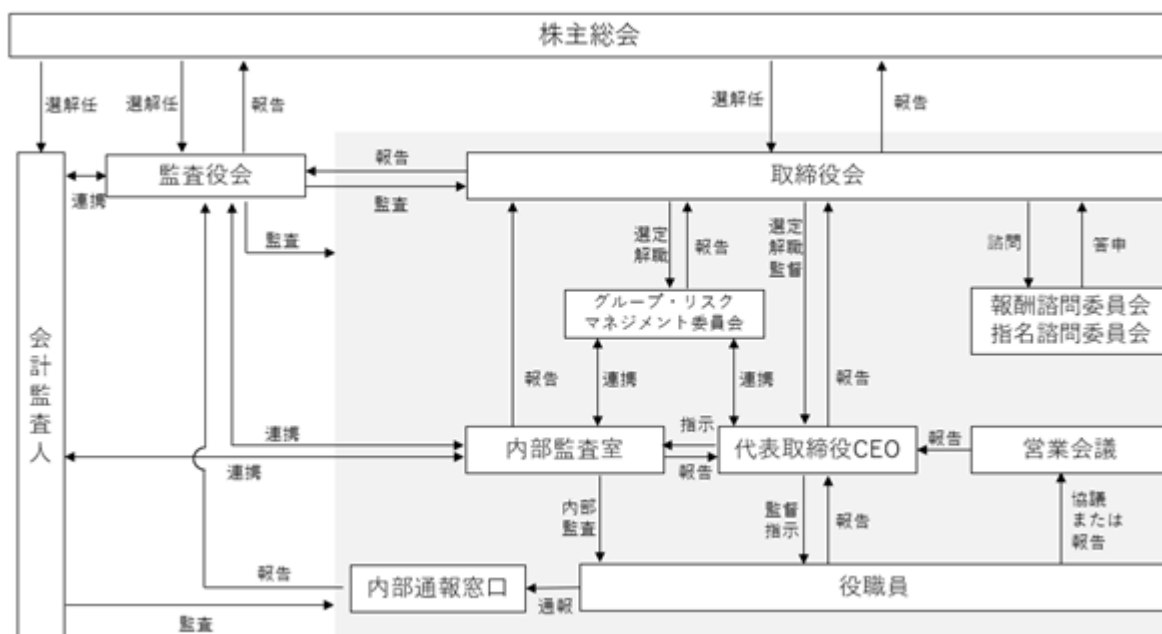 株主総会
選解任
選解任
報告
選解任
報告
監査役会
報告
取締役会
連携
監査
監査
選定
解職
報告
選定
解職
監督
諮問
答申
グループ・リスク
マネジメント委員会
報酬諮問委員会
指名諮問委員会
会計監査人
報告
連携
連携
報告
連携
指示
報告
内部監査室
代表取締役CEO
営業会議
連携
報告
内部
監査
監督
指示
報告
協議
または
報告
報告
内部通報窓口
通報
役職員
監査